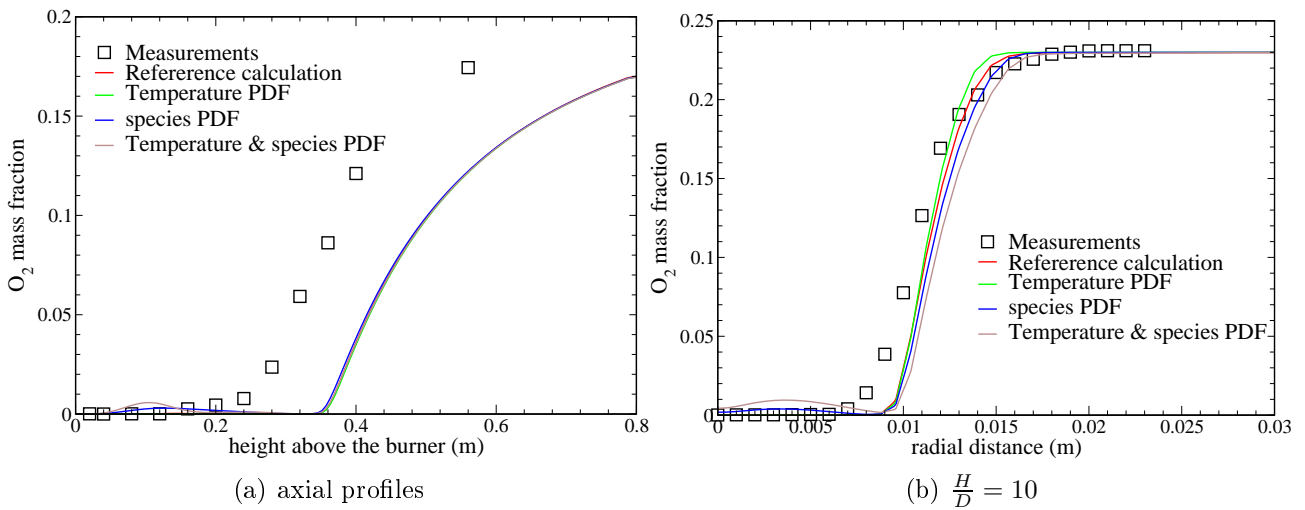 Measurements
Refererence calculation
Temperature PDF
species PDF
Temperature & species PDF
O₂ mass fraction
0.2
0.15
0.1
0.05
0
0 0.2 0.4 0.6 0.8
height above the burner (m)
(a) axial profiles
O₂ mass fraction
0.25
0.2
0.15
0.1
0.05
0
Measurements
Refererence calculation
Temperature PDF
species PDF
Temperature & species PDF
0 0.005 0.01 0.015 0.02 0.025 0.03
radial distance (m)
(b) H/D = 10